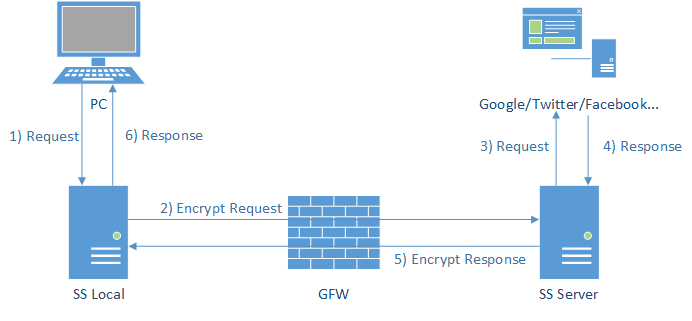 PC
Google/Twitter/Facebook...
1) Request
6) Response
3) Request
4) Response
2) Encrypt Request
5) Encrypt Response
SS Local
GFW
SS Server